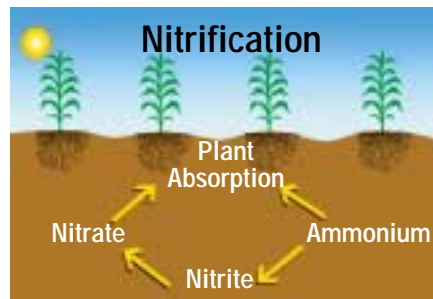 Nitrification
Plant
Absorption
Nitrate
Ammonium
Nitrite